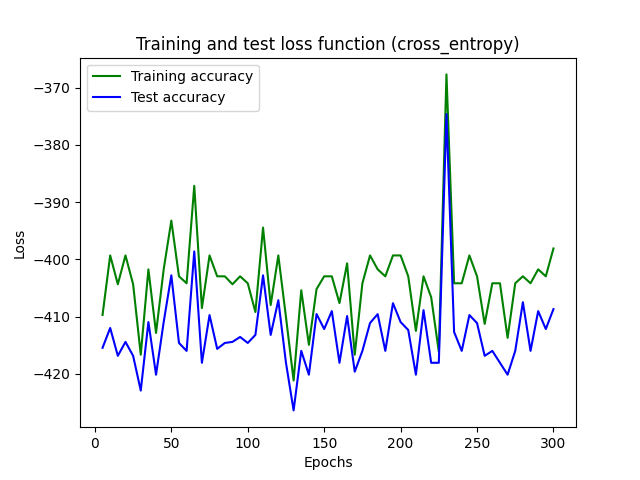 Training and test loss function (cross_entropy)
Training accuracy
Test accuracy
−370
−380
−390
−400
−410
−420
Loss
0
50
100
150
200
250
300
Epochs